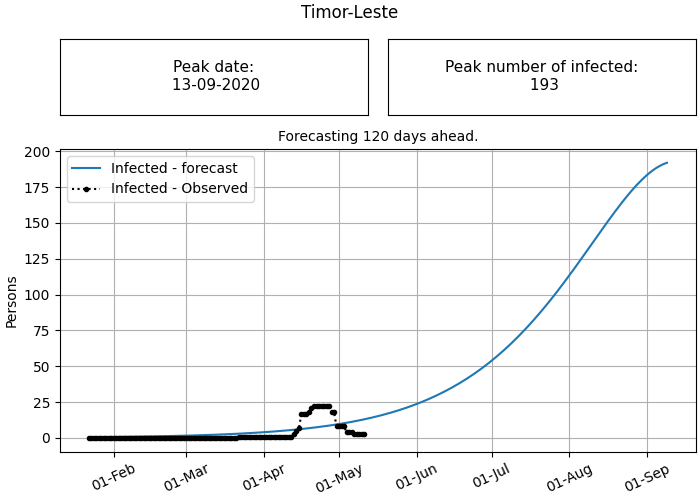 Timor-Leste
Peak date:
13-09-2020
Peak number of infected:
193
Forecasting 120 days ahead.
Infected - forecast
Infected - Observed
Persons
200
175
150
125
100
75
50
25
0
01-Feb
01-Mar
01-Apr
01-May
01-Jun
01-Jul
01-Aug
01-Sep